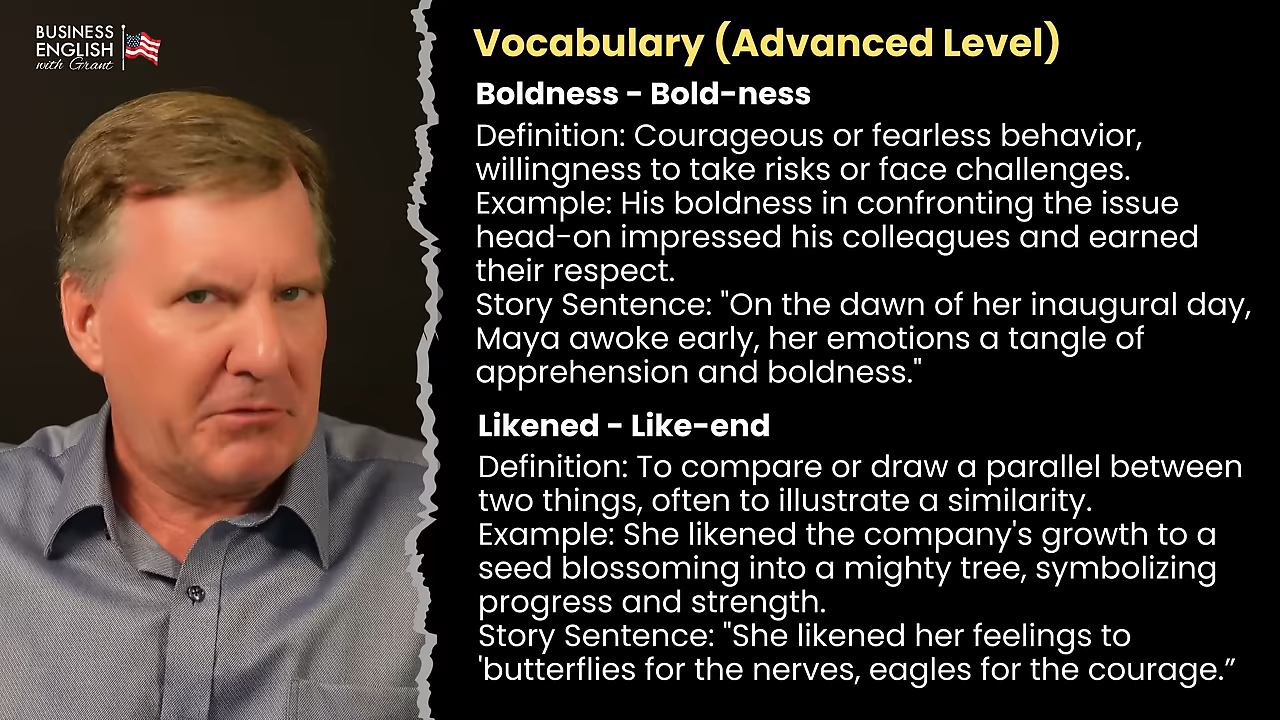 BUSINESS
ENGLISH
with Grant
Vocabulary (Advanced Level)
Boldness - Bold-ness
Definition: Courageous or fearless behavior,
willingness to take risks or face challenges.
Example: His boldness in confronting the issue
head-on impressed his colleagues and earned
their respect.
Story Sentence: "On the dawn of her inaugural day,
Maya awoke early, her emotions a tangle of
apprehension and boldness."
Likened - Like-end
Definition: To compare or draw a parallel between
two things, often to illustrate a similarity.
Example: She likened the company's growth to a
seed blossoming into a mighty tree, symbolizing
progress and strength.
Story Sentence: "She likened her feelings to
'butterflies for the nerves, eagles for the courage.”